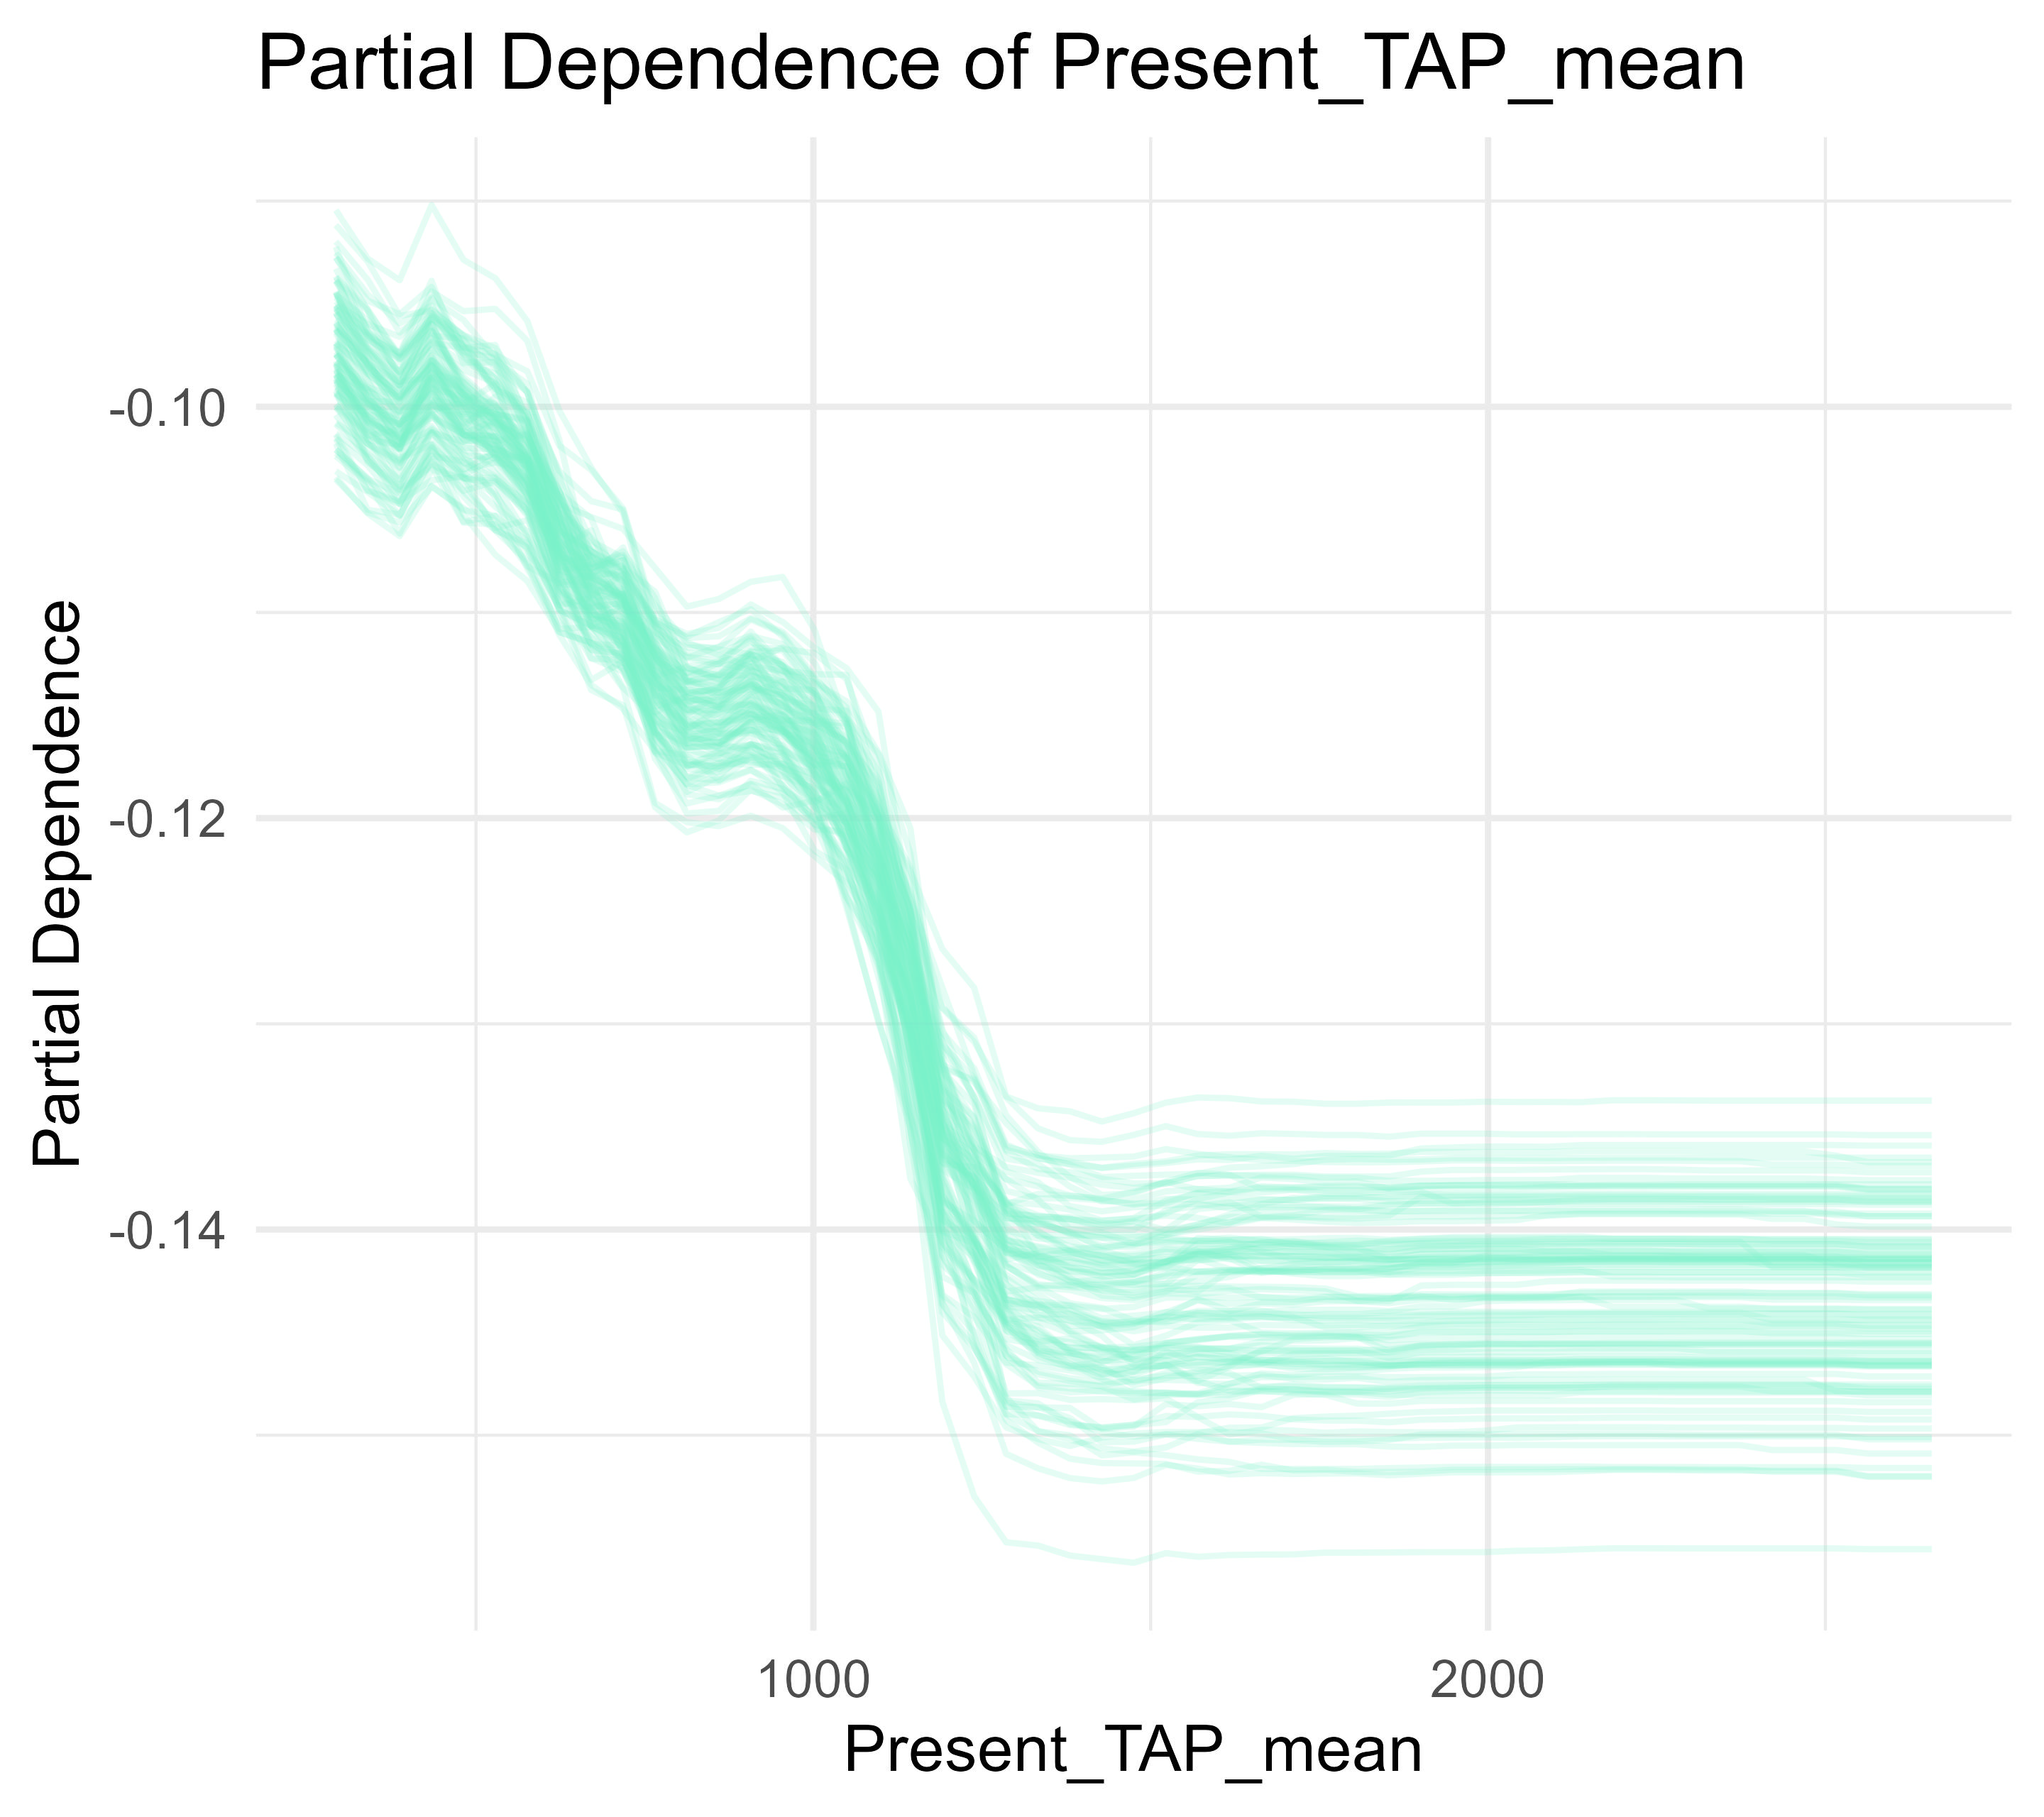 Partial Dependence of Present_TAP_mean
Partial Dependence
-0.10
-0.12
-0.14
1000
2000
Present_TAP_mean